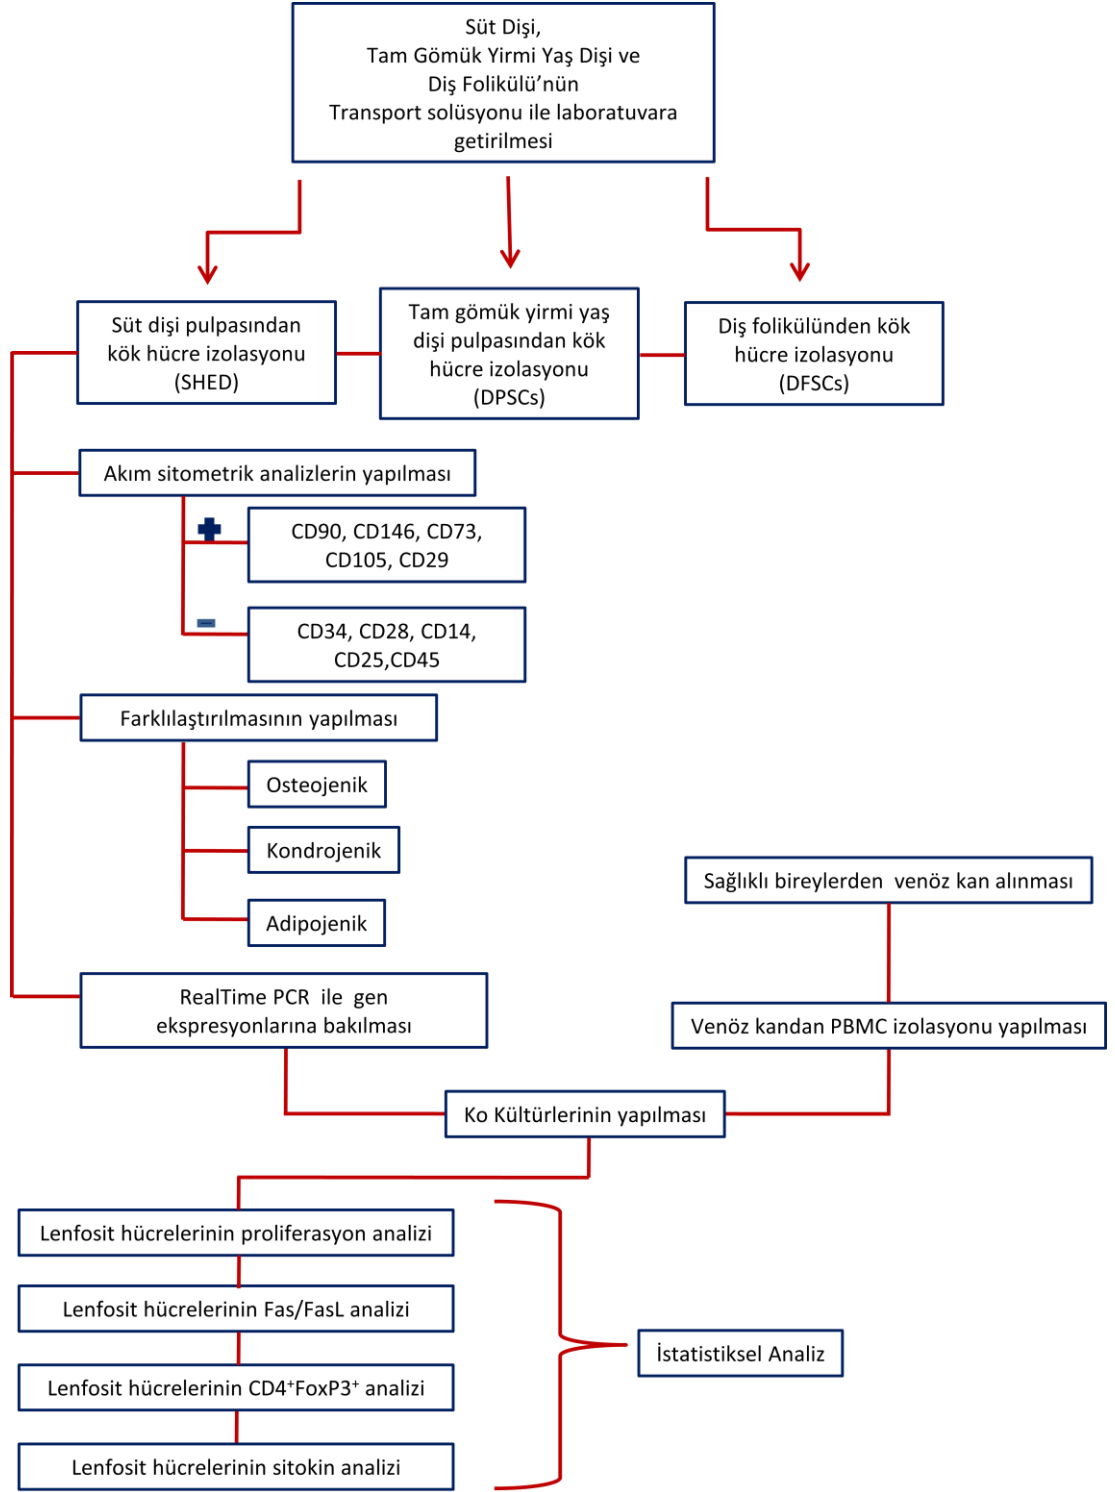 Süt Dişi,
Tam Gömük Yirmi Yaş Dişi ve
Diş Folikülü’nün
Transport solüsyonu ile laboratuvara
getirilmesi
Süt dişi pulpasından
kök hücre izolasyonu
(SHED)
Tam gömük yirmi yaş
dişi pulpasından kök
hücre izolasyonu
(DPSCs)
Diş folikülünden kök
hücre izolasyonu
(DFSCs)
Akım sitometrik analizlerin yapılması
CD90, CD146, CD73,
CD105, CD29
CD34, CD28, CD14,
CD25,CD45
Farklılaştırılmasının yapılması
Osteojenik
Kondrojenik
Adipojenik
RealTime PCR ile gen
ekspresyonlarına bakılması
Sağlıklı bireylerden venöz kan alınması
Venöz kandan PBMC izolasyonu yapılması
Ko Kültürlerinin yapılması
Lenfosit hücrelerinin proliferasyon analizi
Lenfosit hücrelerinin Fas/FasL analizi
Lenfosit hücrelerinin CD4⁺FoxP3⁺ analizi
Lenfosit hücrelerinin sitokin analizi
İstatistiksel Analiz